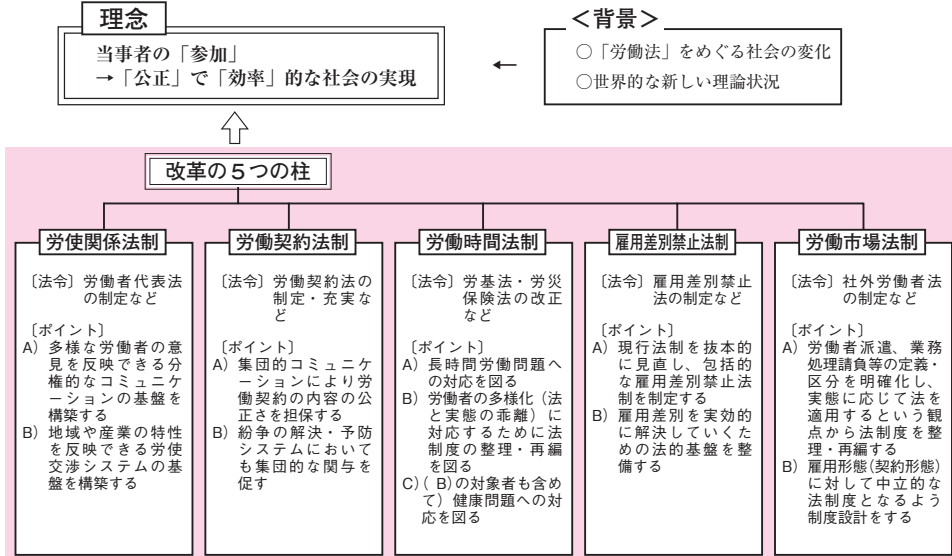 理念
当事者の「参加」
→「公正」で「効率」的な社会の実現
＜背景＞
○「労働法」をめぐる社会の変化
○世界的な新しい理論状況
改革の５つの柱
労使関係法制
〔法令〕労働者代表法
の制定など
〔ポイント〕
A）多様な労働者の意
見を反映できる分
権的なコミュニケ
ーションの基盤を
構築する
B）地域や産業の特性
を反映できる労使
交渉システムの基
盤を構築する
労働契約法制
〔法令〕労働契約法の
制定・充実な
ど
〔ポイント〕
A）集団的コミュニケ
ーションにより労
働契約の内容の公
正さを担保する
B）紛争の解決・予防
システムにおいて
も集団的な関与を
促す
労働時間法制
〔法令〕労基法・労災
保険法の改正
など
〔ポイント〕
A）長時間労働問題へ
の対応を図る
B）労働者の多様化（法
と実態の乖離）に
対応するために法
制度の整理・再編
を図る
C）（B）の対象者も含め
て）健康問題への対
応を図る
雇用差別禁止法制
〔法令〕雇用差別禁止
法の制定など
〔ポイント〕
A）現行法制を抜本的
に見直し、包括的
な雇用差別禁止法
制を制定する
B）雇用差別を実効的
に解決していくた
めの法的基盤を整
備する
労働市場法制
〔法令〕社外労働者法
の制定など
〔ポイント〕
A）労働者派遣、業務
処理請負等の定義・
区分を明確化し、
実態に応じて法を
適用するという観
点から法制度を整
理・再編する
B）雇用形態（契約形態）
に対して中立的な
法制度となるよう
制度設計をする